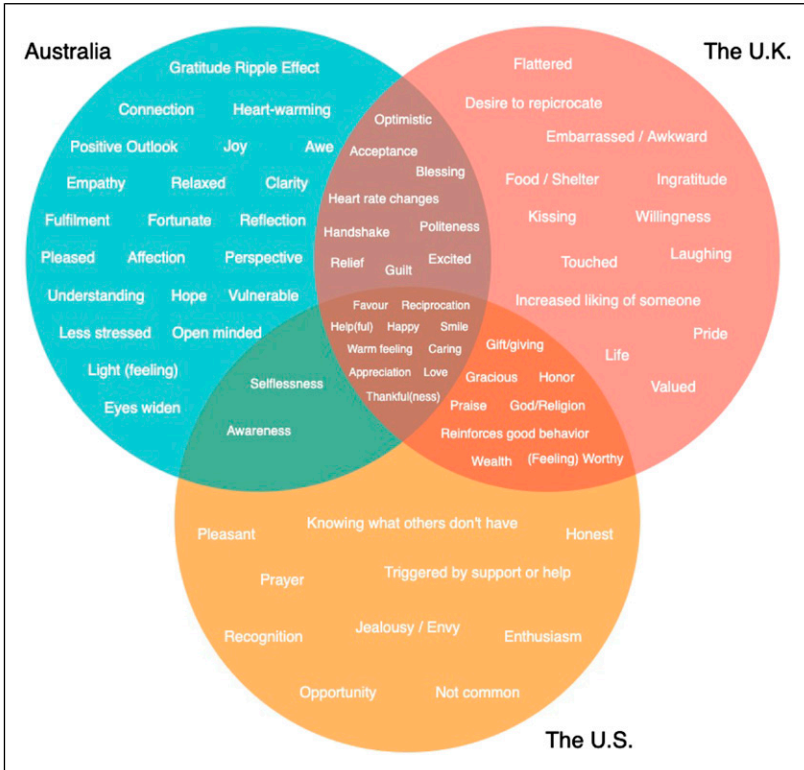 Australia
The U.K.
Gratitude Ripple Effect
Connection
Heart-warming
Positive Outlook
Joy
Awe
Empathy
Relaxed
Clarity
Fulfilment
Fortunate
Reflection
Pleased
Affection
Perspective
Understanding
Hope
Vulnerable
Less stressed
Open minded
Light (feeling)
Eyes widen
Optimistic
Acceptance
Blessing
Heart rate changes
Handshake
Politeness
Relief
Guilt
Excited
Flattered
Desire to repicrocate
Embarrassed / Awkward
Food / Shelter
Ingratitude
Kissing
Willingness
Touched
Laughing
Increased liking of someone
Pride
Life
Valued
Favour
Reciprocation
Help(ful)
Happy
Smile
Warm feeling
Caring
Appreciation
Love
Thankful(ness)
Selflessness
Awareness
Gift/giving
Gracious
Honor
Praise
God/Religion
Reinforces good behavior
Wealth
(Feeling) Worthy
Knowing what others don't have
Pleasant
Honest
Prayer
Triggered by support or help
Recognition
Jealousy / Envy
Enthusiasm
Opportunity
Not common
The U.S.